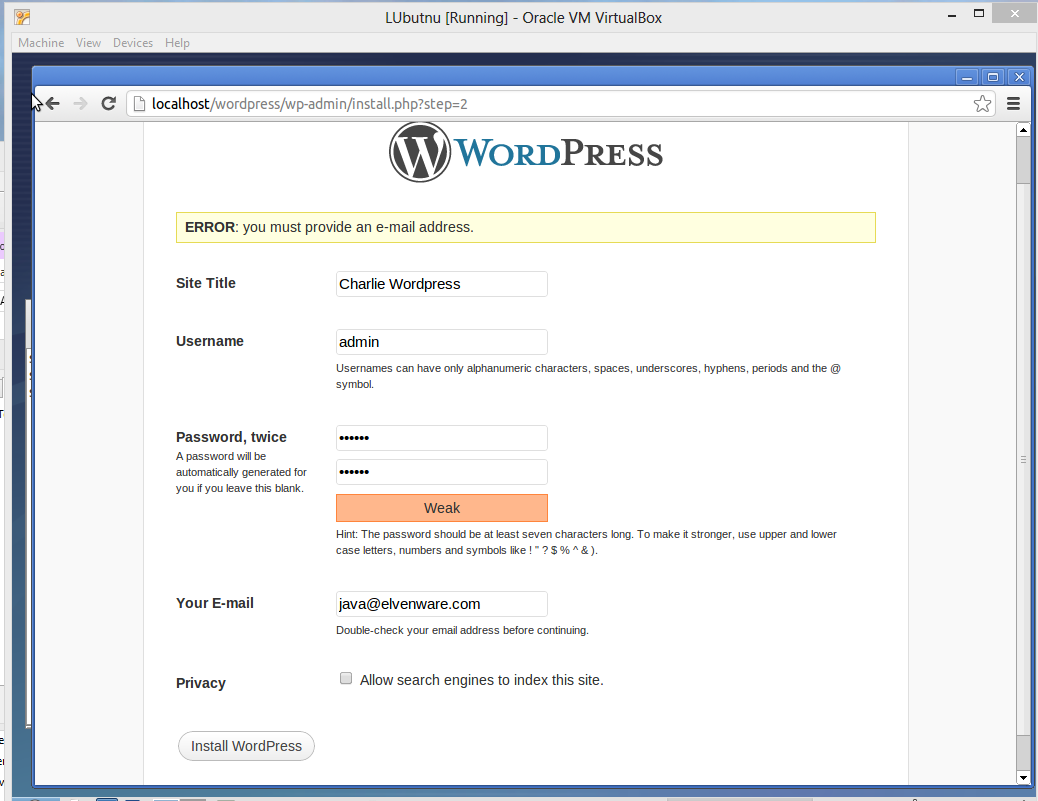 LUbutnu [Running] - Oracle VM VirtualBox
Machine View Devices Help
localhost/wordpress/wp-admin/install.php?step=2
WORDPRESS
ERROR: you must provide an e-mail address.
Site Title
Charlie Wordpress
Username
admin
Usernames can have only alphanumeric characters, spaces, underscores, hyphens, periods and the @
symbol.
Password, twice
••••••
A password will be
automatically generated for
you if you leave this blank.
••••••
Weak
Hint: The password should be at least seven characters long. To make it stronger, use upper and lower
case letters, numbers and symbols like ! " ? $ % ^ & ).
Your E-mail
java@elvenware.com
Double-check your email address before continuing.
Privacy
Allow search engines to index this site.
Install WordPress